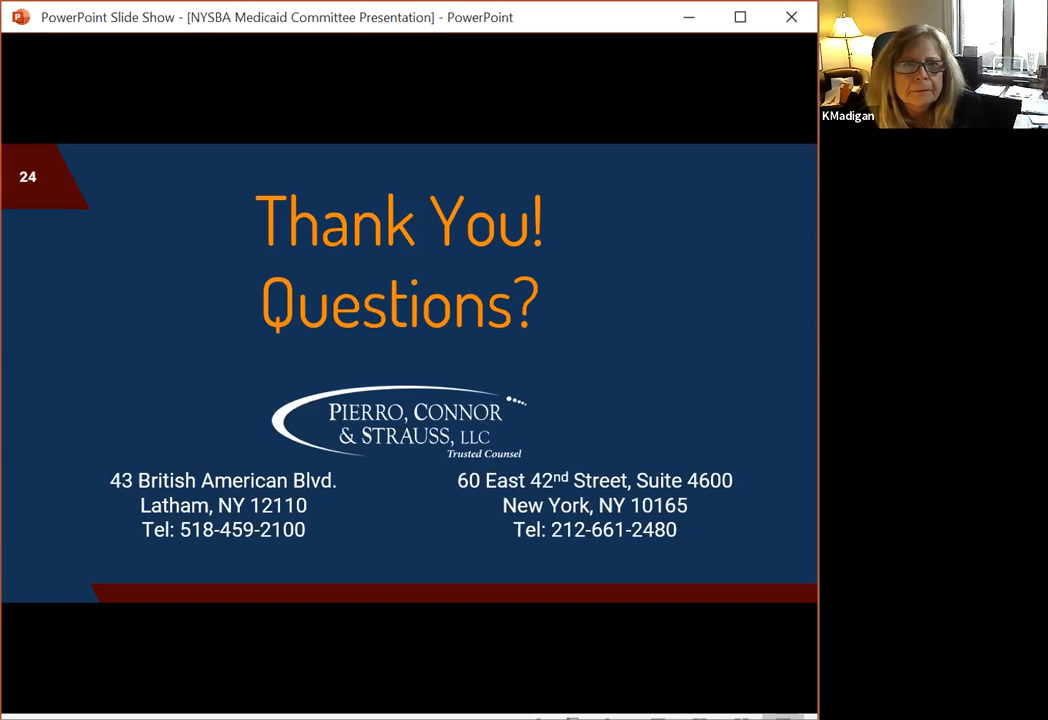 PowerPoint Slide Show - [NYSBA Medicaid Committee Presentation] - PowerPoint
KMadigan
24
Thank You!
Questions?
PIERRO, CONNOR
& STRAUSS, LLC
Trusted Counsel
43 British American Blvd.
Latham, NY 12110
Tel: 518-459-2100
60 East 42nd Street, Suite 4600
New York, NY 10165
Tel: 212-661-2480